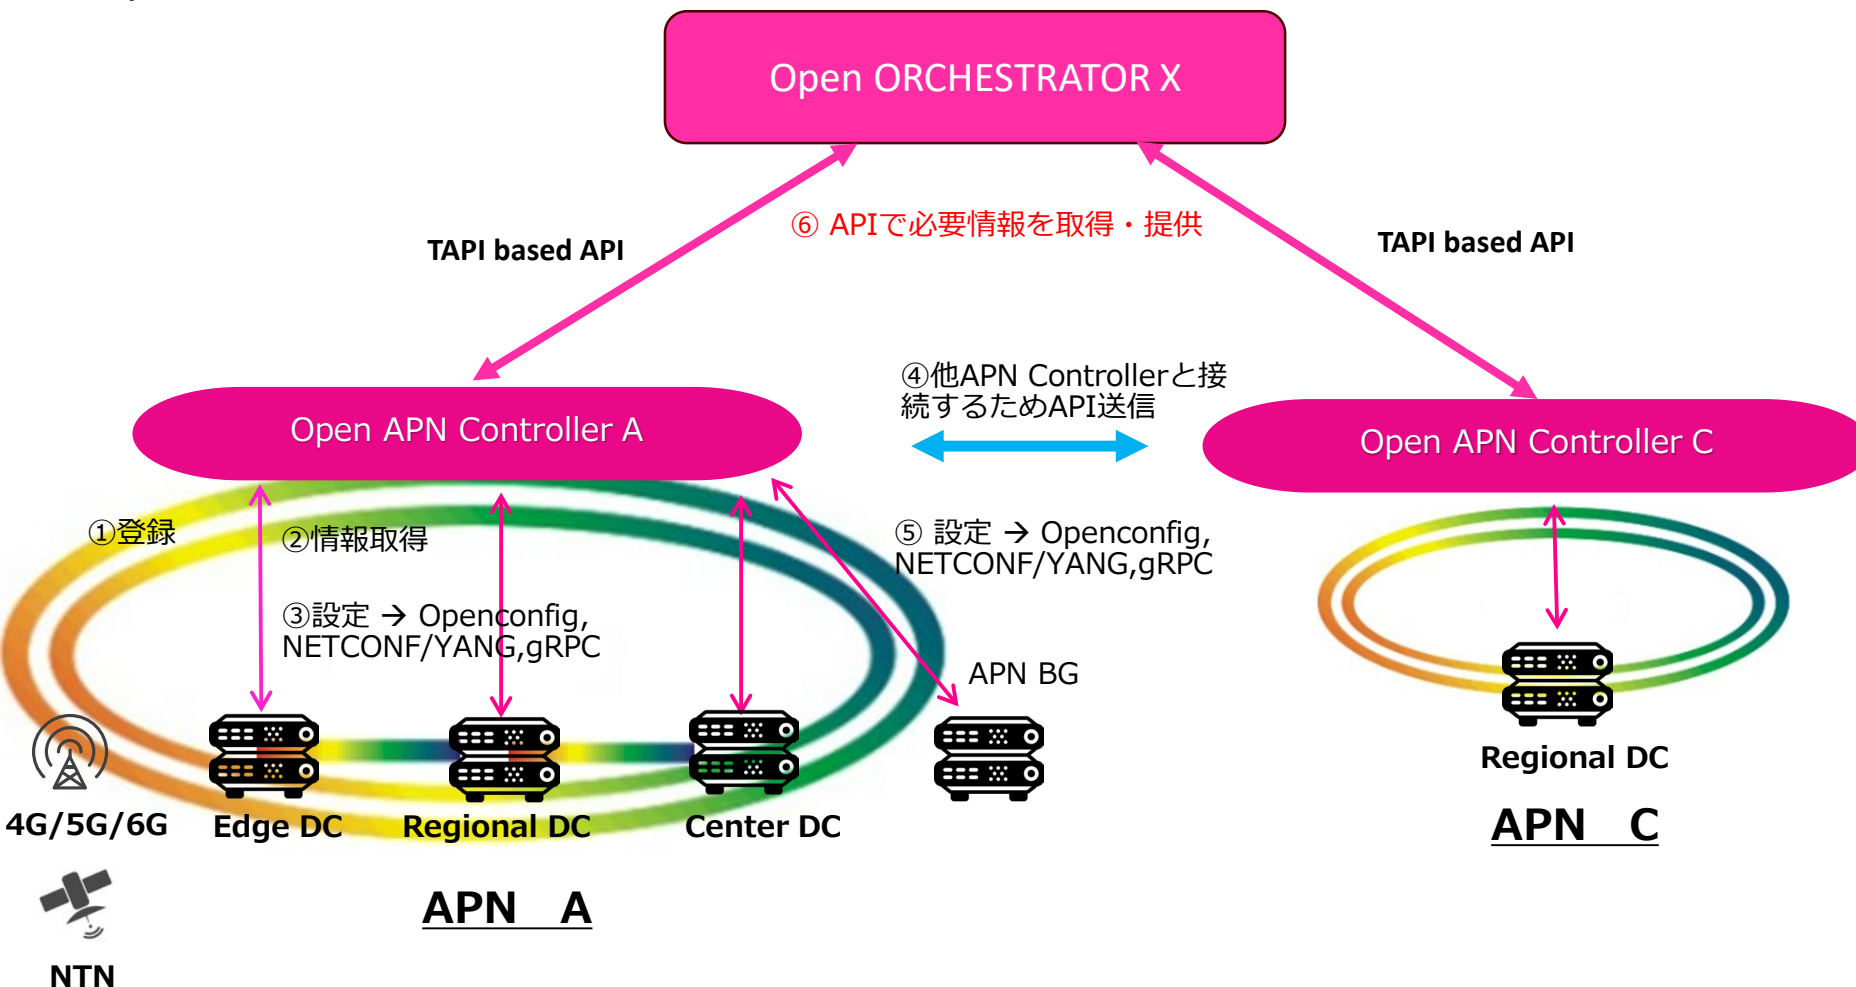 Open ORCHESTRATOR X
⑥ APIで必要情報を取得・提供
TAPI based API
TAPI based API
④他APN Controllerと接
続するためAPI送信
Open APN Controller A
Open APN Controller C
①登録
②情報取得
⑤ 設定 → Openconfig,
NETCONF/YANG,gRPC
③設定 → Openconfig,
NETCONF/YANG,gRPC
APN BG
Regional DC
4G/5G/6G
Edge DC
Regional DC
Center DC
APN　C
APN　A
NTN